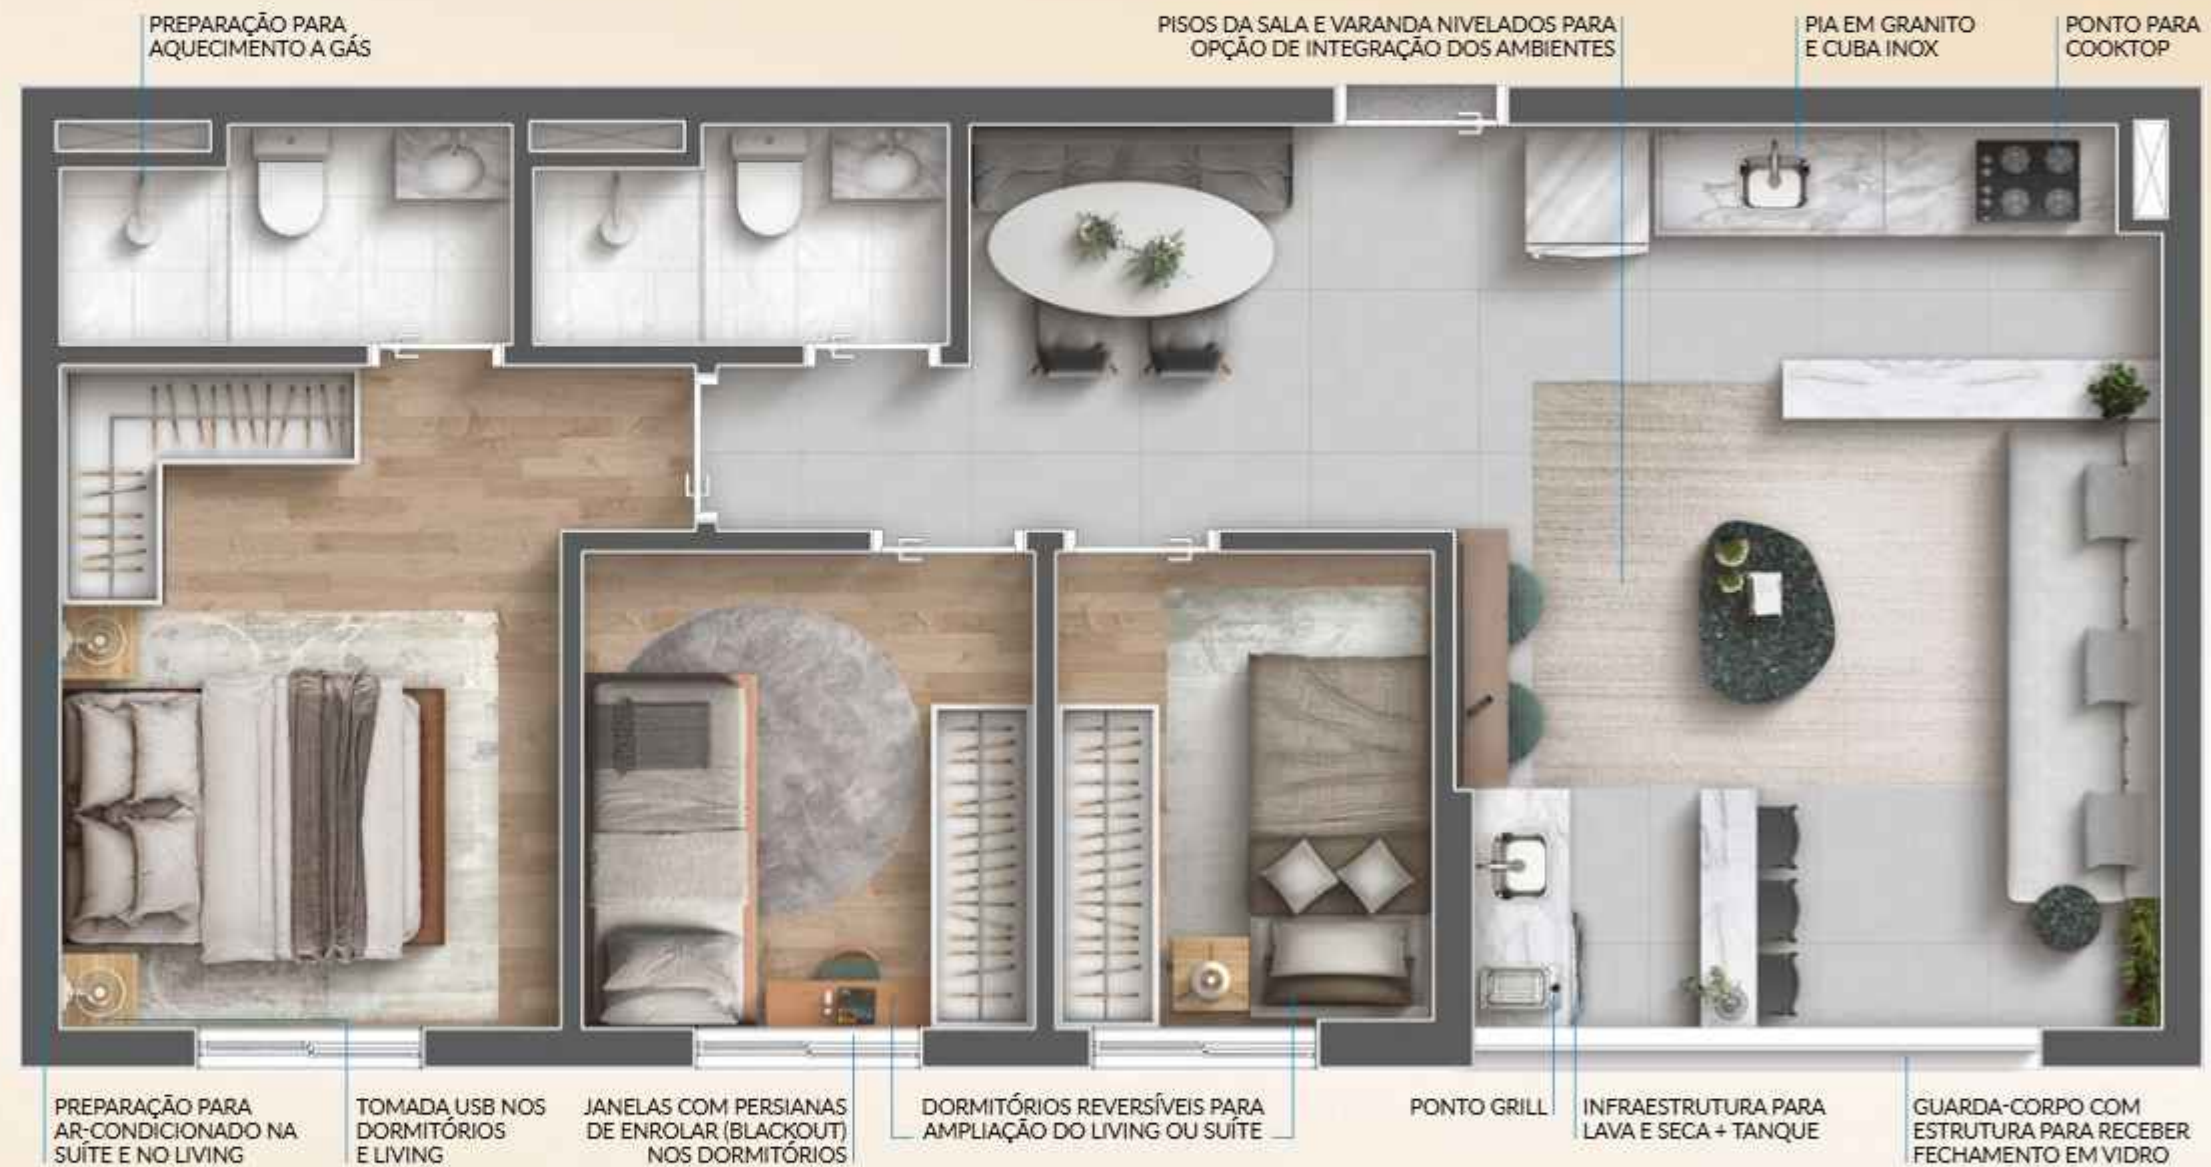 PREPARAÇÃO PARA
AQUECIMENTO A GÁS
PISOS DA SALA E VARANDA NIVELADOS PARA
OPÇÃO DE INTEGRAÇÃO DOS AMBIENTES
PIA EM GRANITO
E CUBA INOX
PONTO PARA
COOKTOP
PREPARAÇÃO PARA
AR-CONDICIONADO NA
SUÍTE E NO LIVING
TOMADA USB NOS
DORMITÓRIOS
E LIVING
JANELAS COM PERSIANAS
DE ENROLAR (BLACKOUT)
NOS DORMITÓRIOS
DORMITÓRIOS REVERSÍVEIS PARA
AMPLIAÇÃO DO LIVING OU SUÍTE
PONTO GRILL
INFRAESTRUTURA PARA
LAVA E SECA + TANQUE
GUARDA-CORPO COM
ESTRUTURA PARA RECEBER
FECHAMENTO EM VIDRO